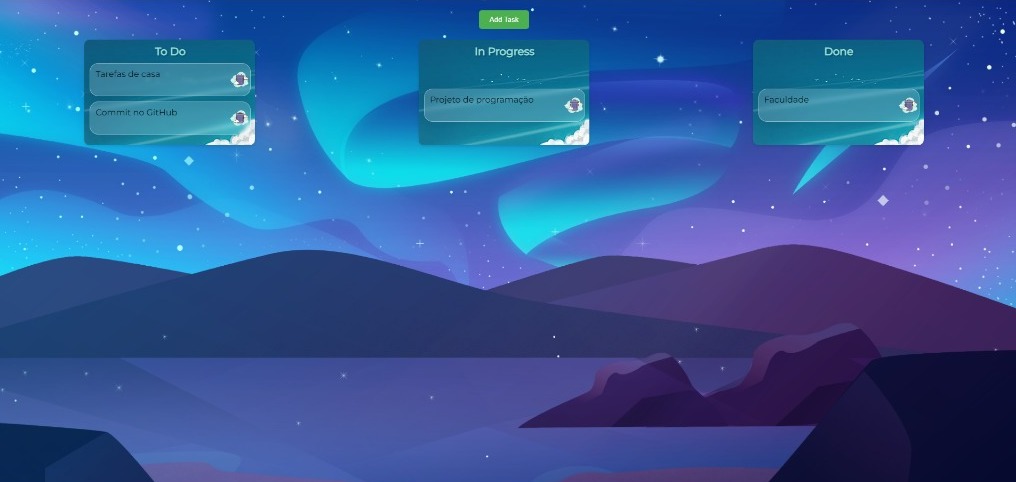 Add Task
To Do
Tarefas de casa
Commit no GitHub
In Progress
Projeto de programação
Done
Faculdade